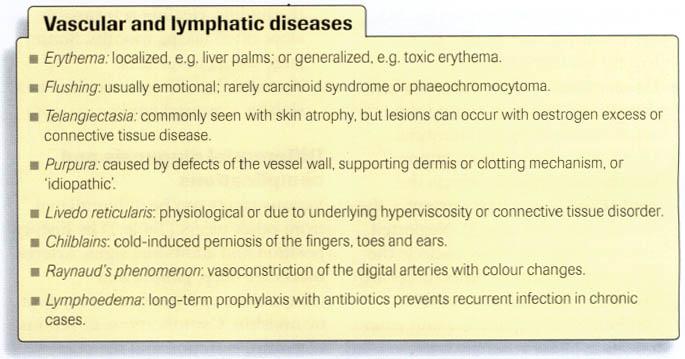 Vascular and lymphatic diseases
■ Erythema: localized, e.g. liver palms; or generalized, e.g. toxic erythema.
■ Flushing: usually emotional; rarely carcinoid syndrome or phaeochromocytoma.
■ Telangiectasia: commonly seen with skin atrophy, but lesions can occur with oestrogen excess or
connective tissue disease.
■ Purpura: caused by defects of the vessel wall, supporting dermis or clotting mechanism, or
‘idiopathic’.
■ Livedo reticularis: physiological or due to underlying hyperviscosity or connective tissue disorder.
■ Chilblains: cold-induced perniosis of the fingers, toes and ears.
■ Raynaud's phenomenon: vasoconstriction of the digital arteries with colour changes.
■ Lymphoedema: long-term prophylaxis with antibiotics prevents recurrent infection in chronic
cases.